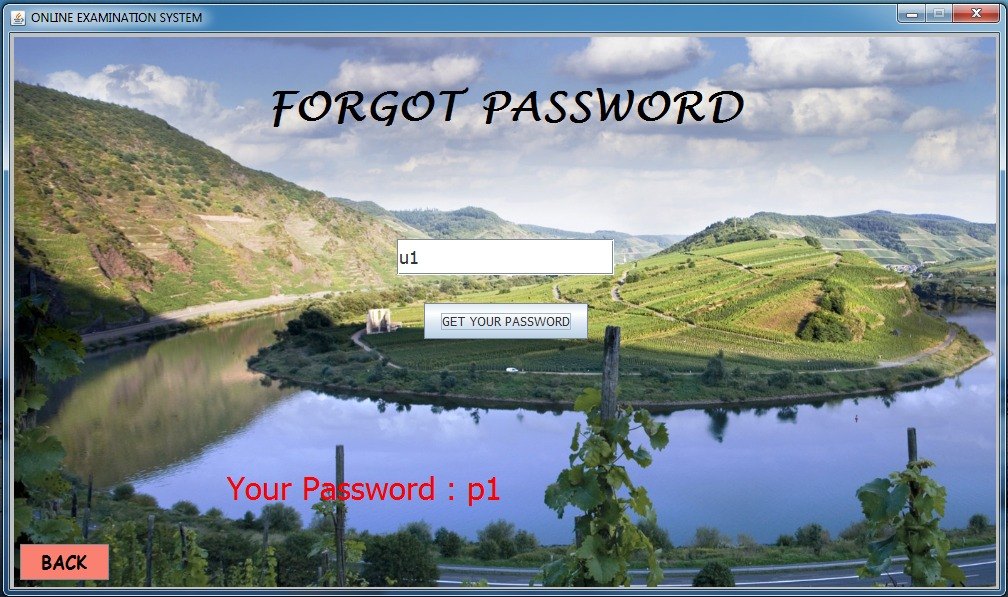 ONLINE EXAMINATION SYSTEM
FORGOT PASSWORD
u1
GET YOUR PASSWORD
Your Password : p1
BACK